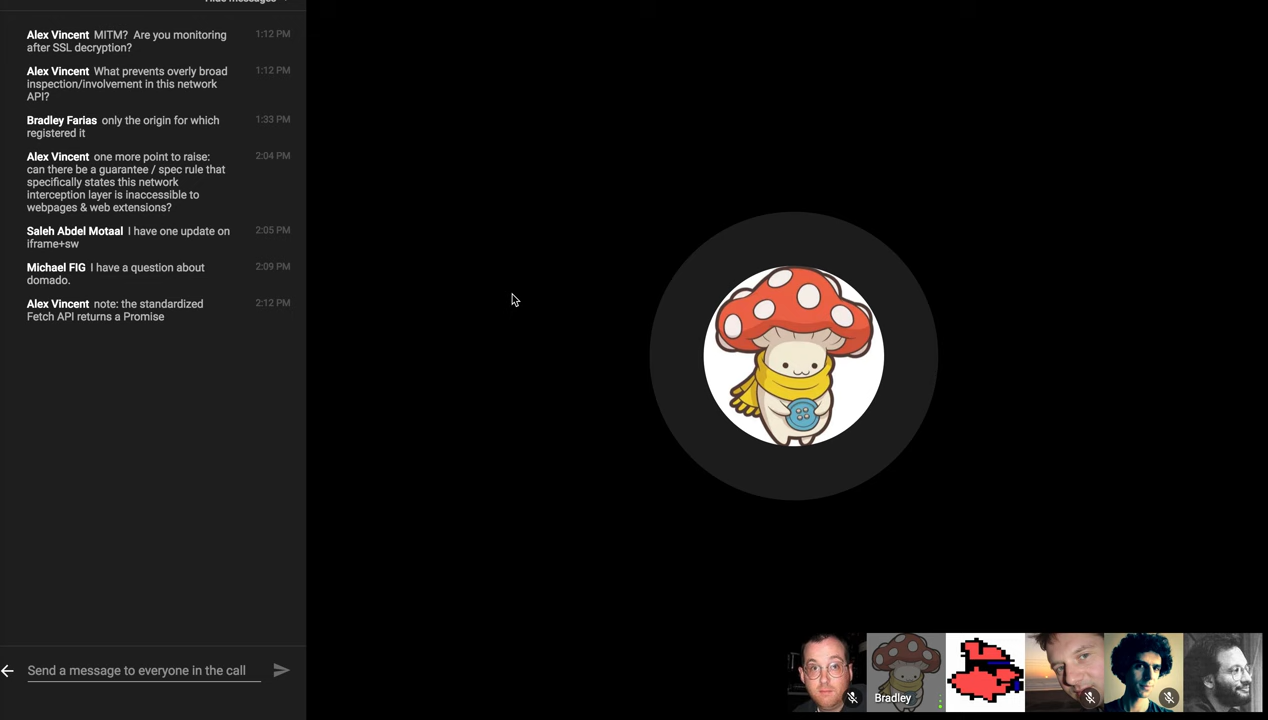 Hide messages
Alex Vincent MITM? Are you monitoring 1:12 PM
after SSL decryption?
Alex Vincent What prevents overly broad 1:12 PM
inspection/involvement in this network
API?
Bradley Farias only the origin for which 1:33 PM
registered it
Alex Vincent one more point to raise: 2:04 PM
can there be a guarantee / spec rule that
specifically states this network
interception layer is inaccessible to
webpages & web extensions?
Saleh Abdel Motaal I have one update on 2:05 PM
iframe+sw
Michael FIG I have a question about 2:09 PM
domado.
Alex Vincent note: the standardized 2:12 PM
Fetch API returns a Promise
Send a message to everyone in the call
Bradley